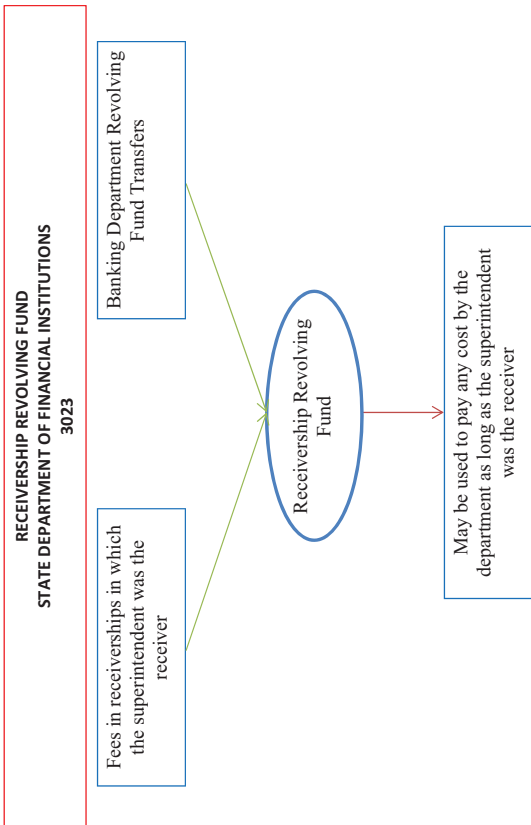 RECEIVERSHIP REVOLVING FUND
STATE DEPARTMENT OF FINANCIAL INSTITUTIONS
3023
Fees in receiverships in which
the superintendent was the
receiver
Banking Department Revolving
Fund Transfers
Receivership Revolving
Fund
May be used to pay any cost by the
department as long as the superintendent
was the receiver